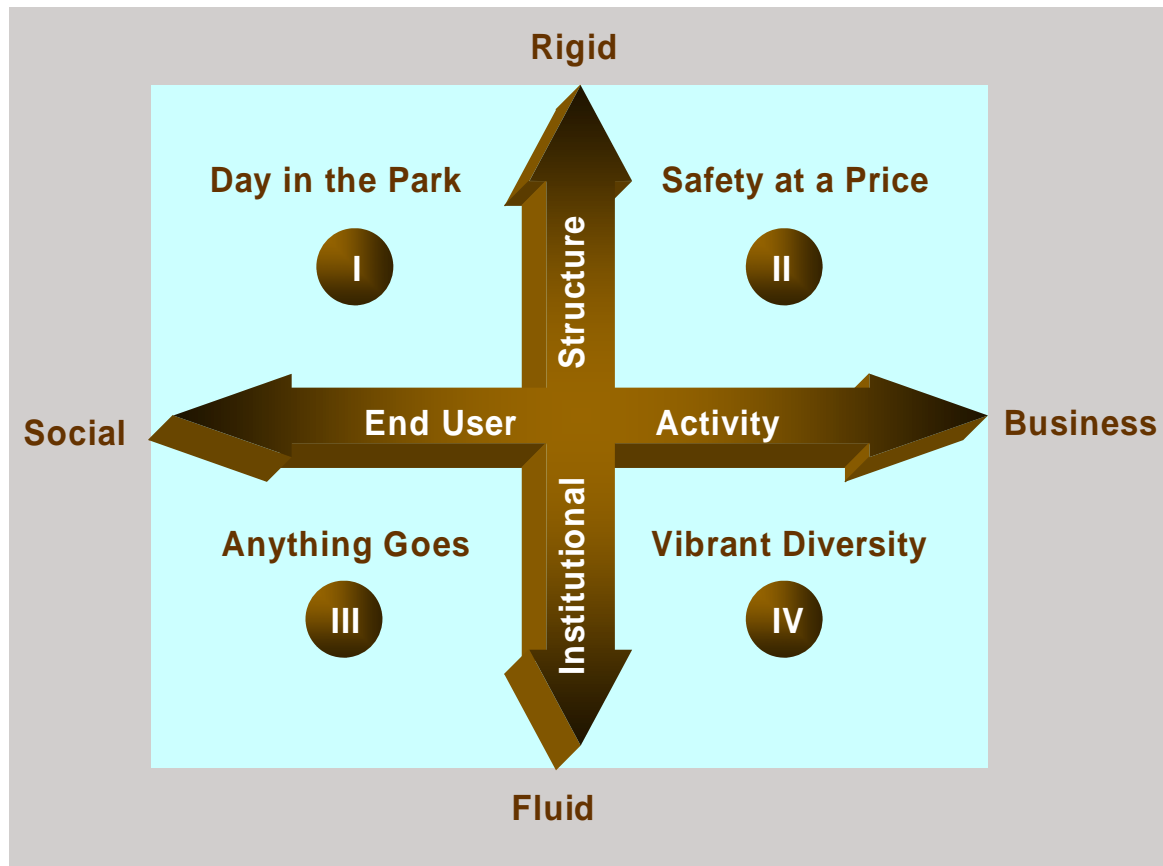 Rigid
Day in the Park
Safety at a Price
I
II
Structure
Social
End User
Activity
Business
Institutional
Anything Goes
Vibrant Diversity
III
IV
Fluid